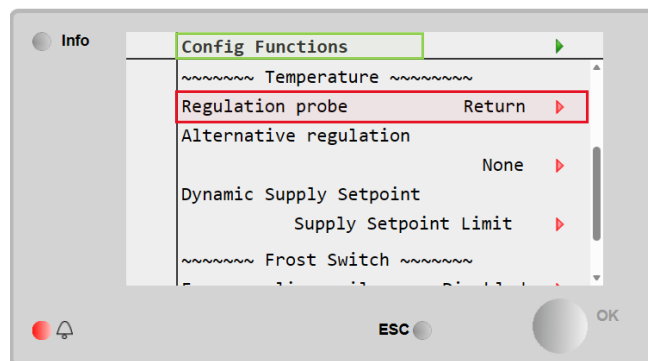 Info
Config Functions
~~~~~~~ Temperature ~~~~~~~~
Regulation probe Return
Alternative regulation
None
Dynamic Supply Setpoint
Supply Setpoint Limit
~~~~~~~ Frost Switch ~~~~~~~
ESC
OK